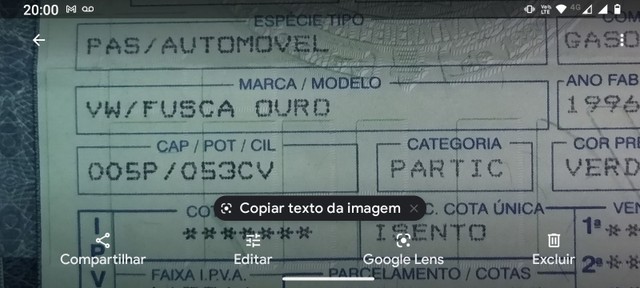 20:00
4G
ESPÉCIE TIPO
PAS/AUTOMOVEL
GASO
MARCA / MODELO
ANO FAB
VW/FUSCA OURO
1996
CAP / POT / CIL
CATEGORIA
COR PRE
005P/053CV
PARTIC
VERD
Copiar texto da imagem
C. COTA ÚNICA
VEN
I P V
*******
ISENTO
1ª **
Compartilhar
Editar
Google Lens
Excluir
2ª **
FAIXA I.P.V.A.
PARCELAMENTO / COTAS